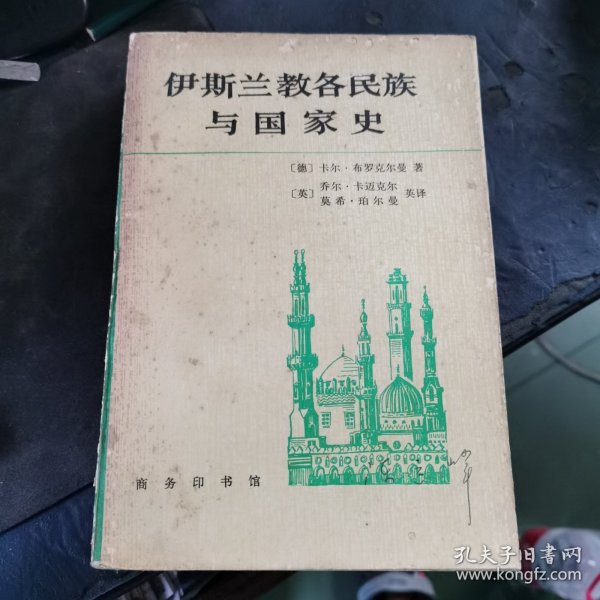 伊斯兰教各民族
与国家史
〔德〕卡尔·布罗克尔曼 著
〔英〕乔尔·卡迈克尔
莫希·珀尔曼 英译
商务印书馆
孔夫子旧书网
www.kongfz.com